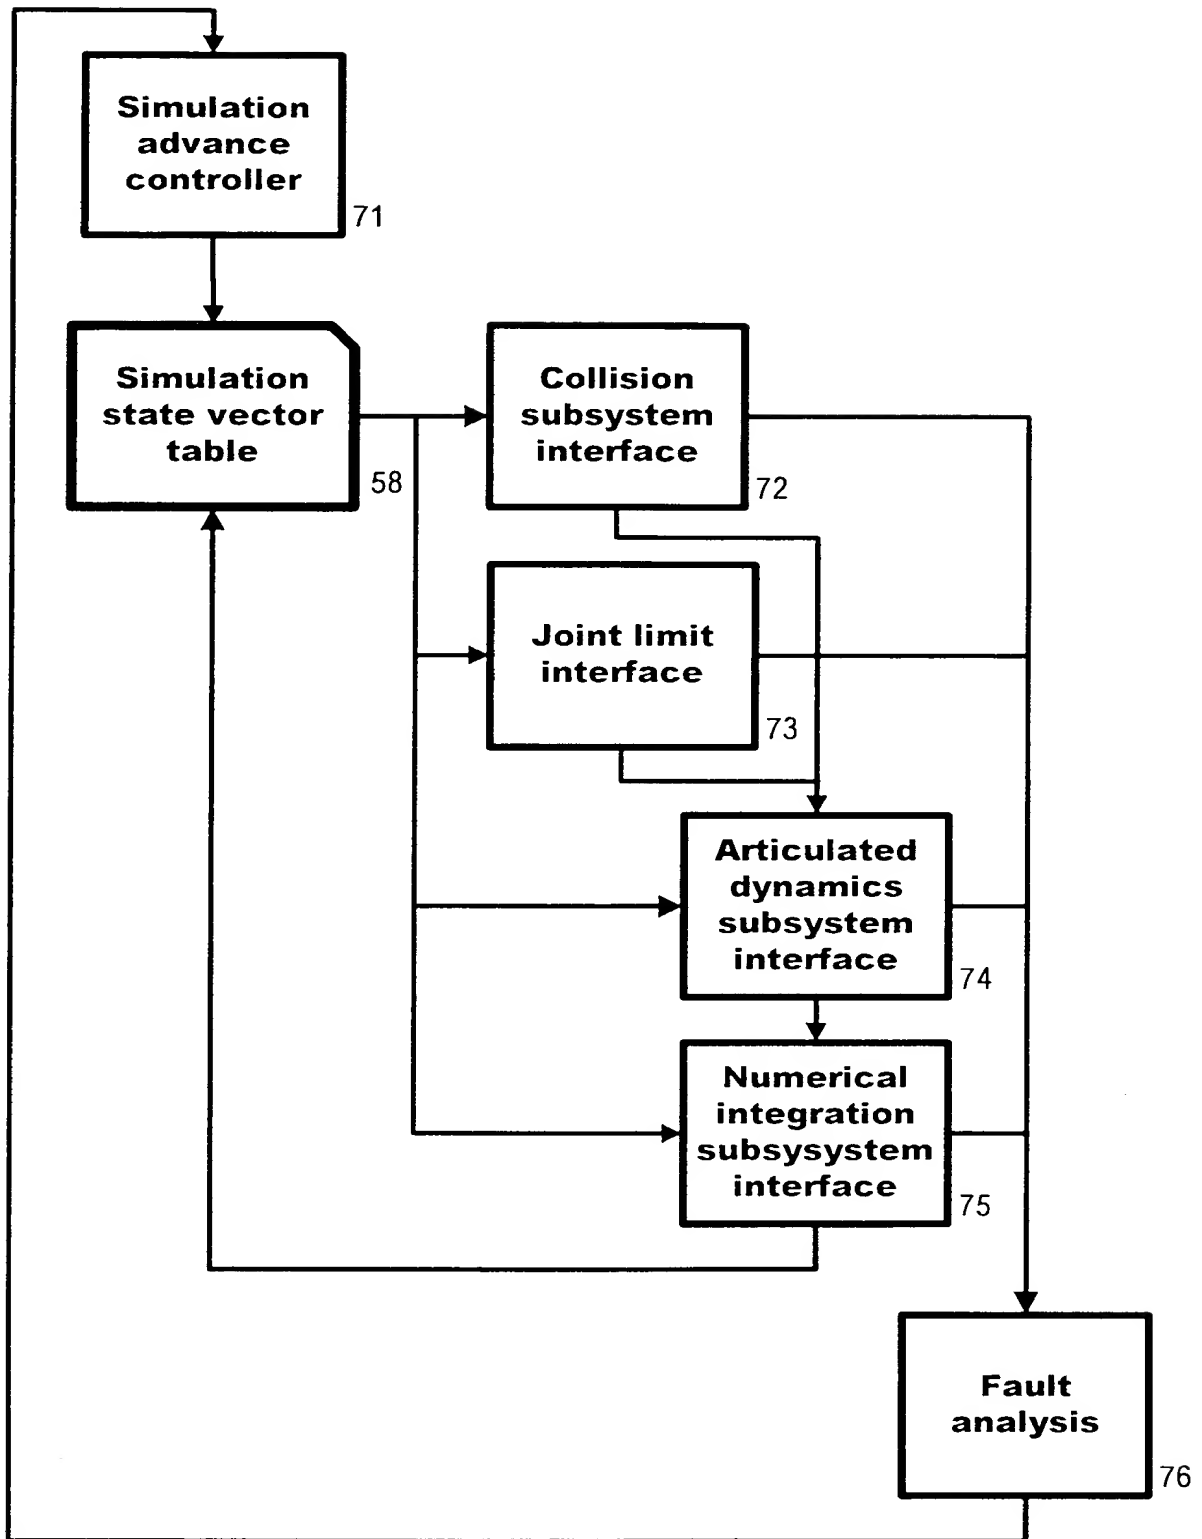 Simulation
advance
controller
71
Simulation
state vector
table
58
Collision
subsystem
interface
72
Joint limit
interface
73
Articulated
dynamics
subsystem
interface
74
Numerical
integration
subsysystem
interface
75
Fault
analysis
76